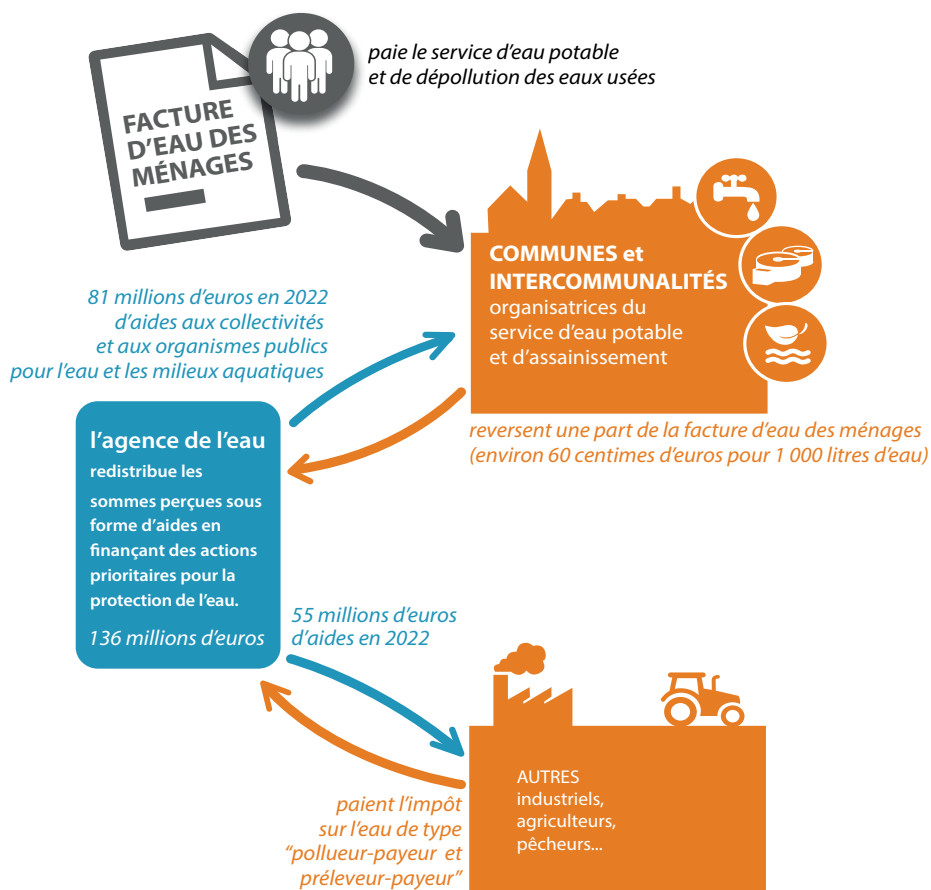 paie le service d'eau potable
et de dépollution des eaux usées
FACTURE
D'EAU DES
MÉNAGES
COMMUNES et
INTERCOMMUNALITÉS
organisatrices du
service d'eau potable
et d'assainissement
81 millions d'euros en 2022
d'aides aux collectivités
et aux organismes publics
pour l'eau et les milieux aquatiques
reversent une part de la facture d'eau des ménages
(environ 60 centimes d'euros pour 1 000 litres d'eau)
l'agence de l'eau
redistribue les
sommes perçues sous
forme d'aides en
finançant des actions
prioritaires pour la
protection de l'eau.
136 millions d'euros
55 millions d'euros
d'aides en 2022
AUTRES
industriels,
agriculteurs,
pêcheurs...
paient l'impôt
sur l'eau de type
"pollueur-payeur et
préleveur-payeur"